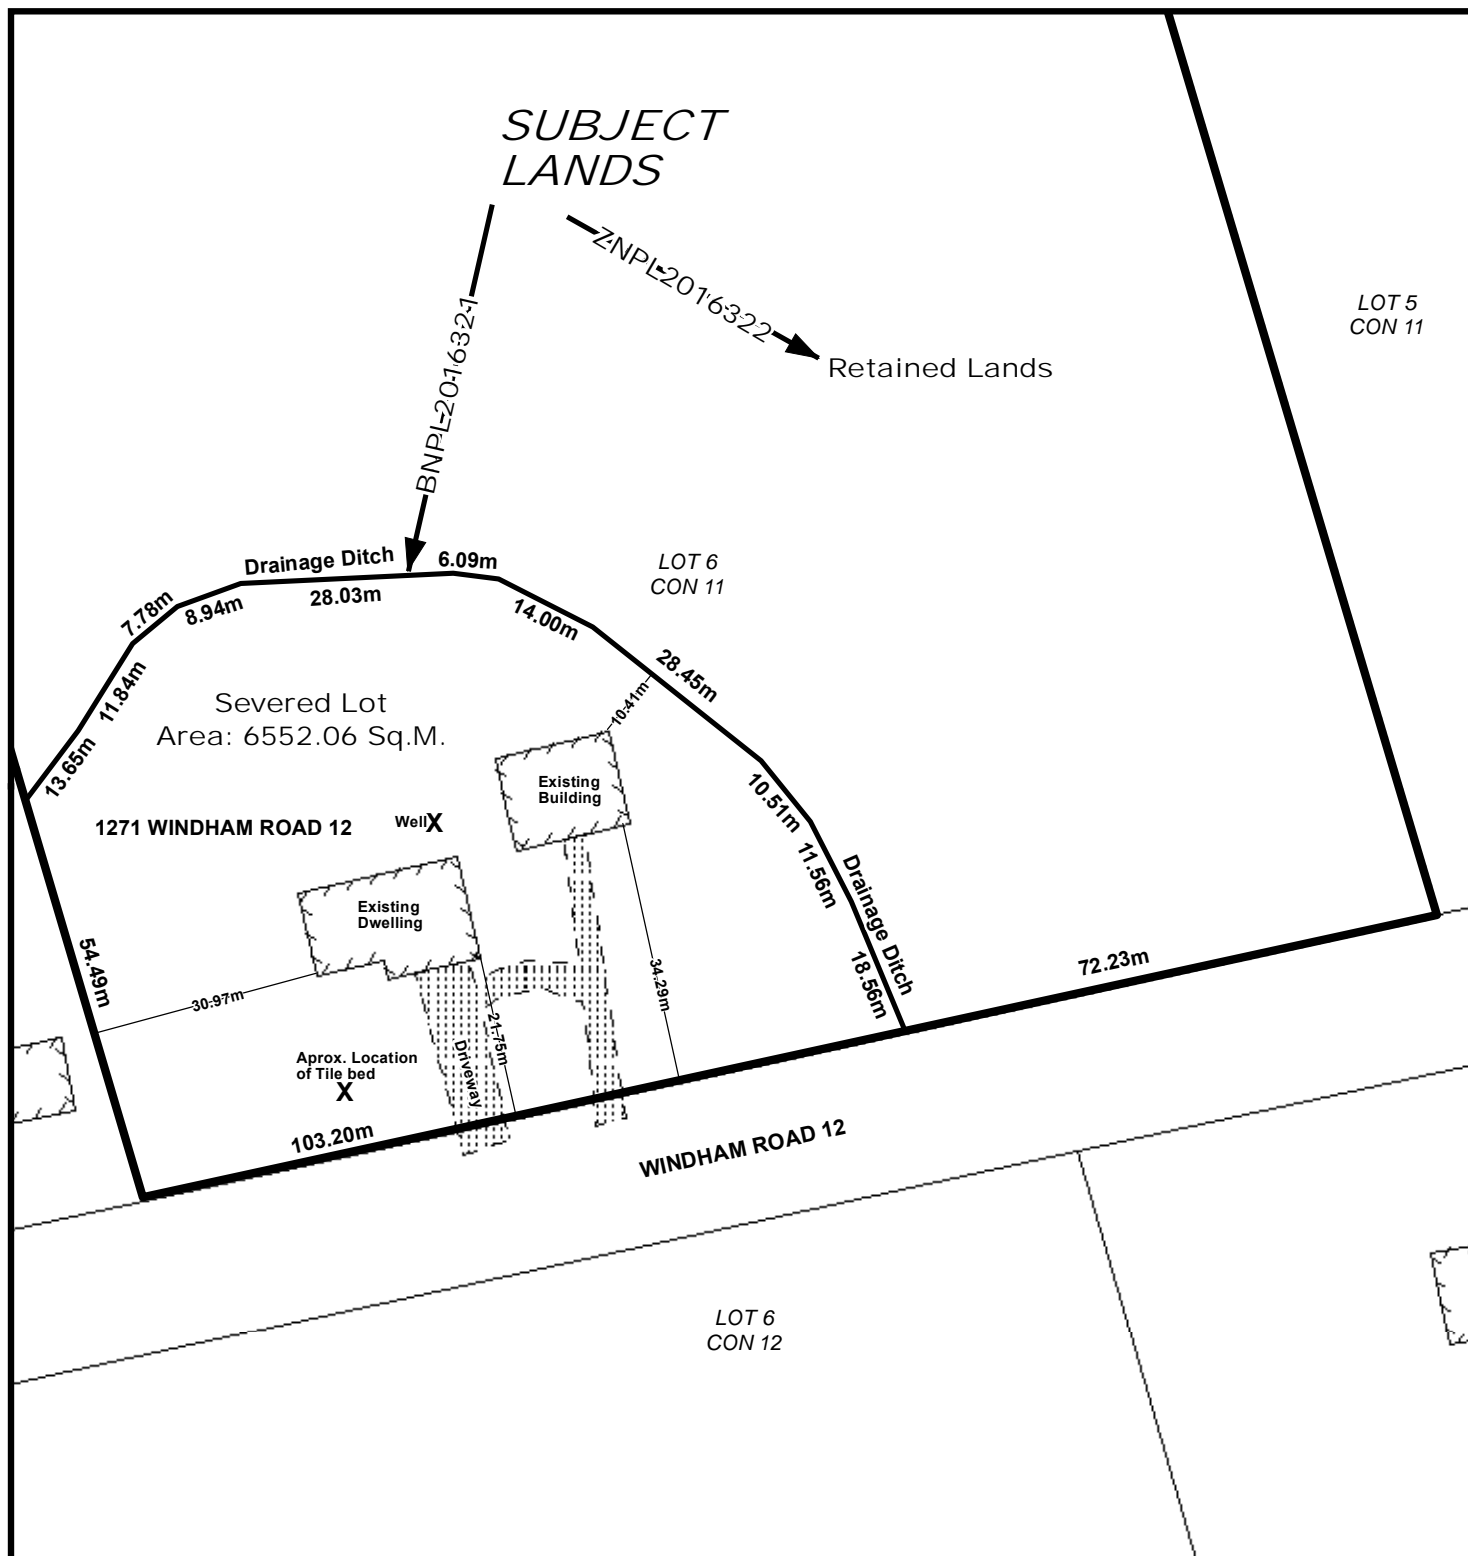 SUBJECT
LANDS
ZNPL2016322
BNPL2016321
LOT 5
CON 11
Retained Lands
Drainage Ditch
6.09m
LOT 6
CON 11
28.03m
7.78m
8.94m
14.00m
28.45m
11.84m
10.41m
Severed Lot
Area: 6552.06 Sq.M.
13.65m
Existing
Building
10.51m
1271 WINDHAM ROAD 12
Well X
11.56m
Drainage Ditch
Existing
Dwelling
54.49m
30.97m
34.29m
18.56m
72.23m
21.75m
Driveway
Aprox. Location
of Tile bed
X
103.20m
WINDHAM ROAD 12
LOT 6
CON 12